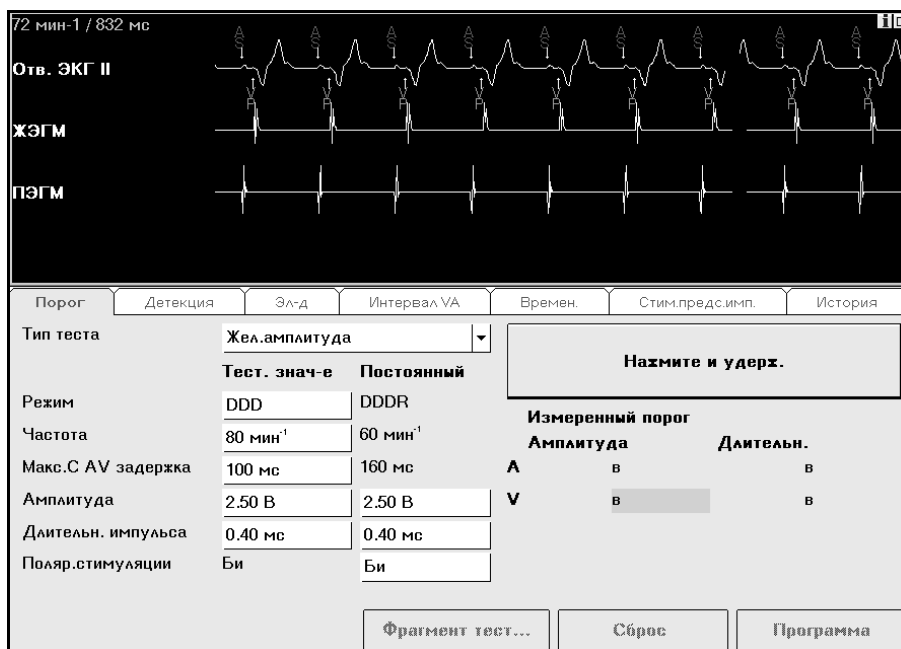 72 мин-1 / 832 мс
A S A S A S A S A S A S A S A S A S
Отв. ЭКГ II
V P V P V P V P V P V P V P V P V P
ЖЭГМ
ПЭГМ
Порог Детекция Эл-д Интервал VA Времен. Стим.предс.имп. История
Тип теста Жел.амплитуда Нажмите и удерж.
Тест. знач-е Постоянный
Режим DDD DDDR Измеренный порог
Частота 80 мин⁻¹ 60 мин⁻¹ Амплитуда Длительн.
Макс.С AV задержка 100 мс 160 мс А в в
Амплитуда 2.50 В 2.50 В V в в
Длительн. импульса 0.40 мс 0.40 мс
Поляр.стимуляции Би Би
Фрагмент тест... Сброс Программа